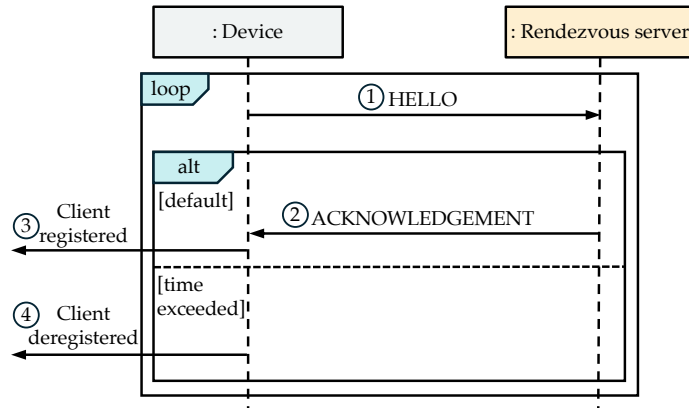 : Device
: Rendezvous server
loop
1 HELLO
alt
[default]
2 ACKNOWLEDGEMENT
3 Client
registered
[time
exceeded]
4 Client
deregistered